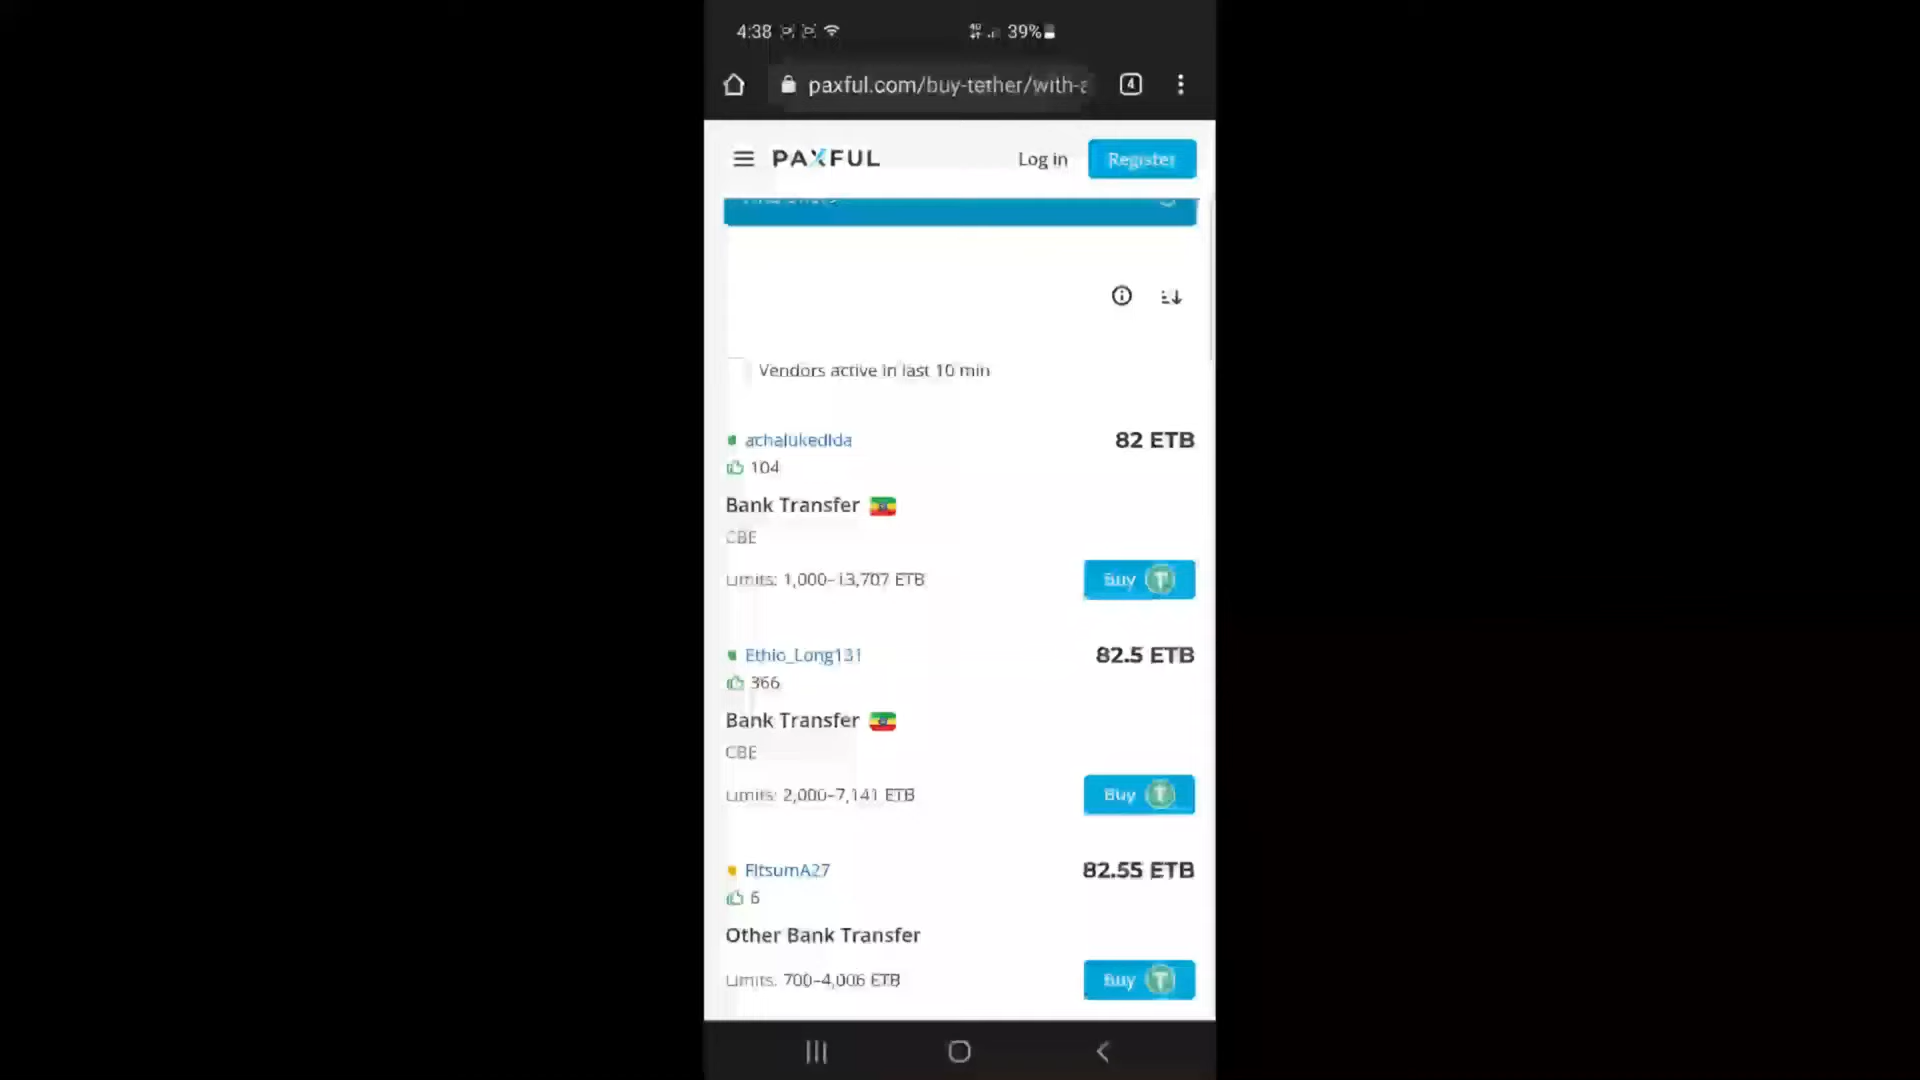 4:38
39%
paxful.com/buy-tether/with-a
4
PAXFUL
Log in
Register
Vendors active in last 10 min
achalukedida
82 ETB
104
Bank Transfer
CBE
Limits: 1,000–13,707 ETB
Buy
Ethio_Long131
82.5 ETB
366
Bank Transfer
CBE
Limits: 2,000–7,141 ETB
Buy
FitsumA27
82.55 ETB
6
Other Bank Transfer
Limits: 700–4,006 ETB
Buy